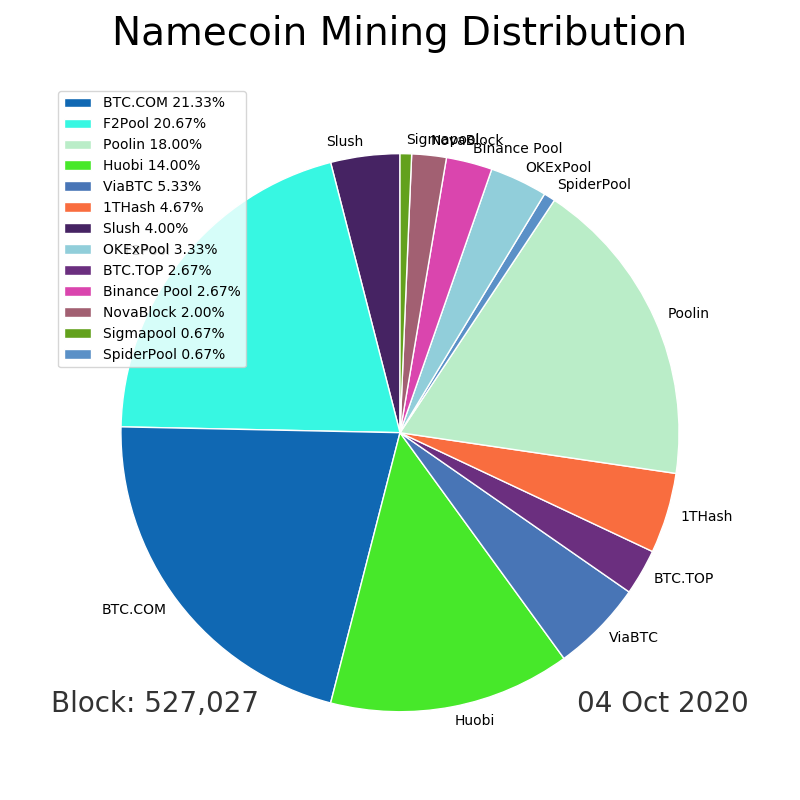 Namecoin Mining Distribution
BTC.COM 21.33%
F2Pool 20.67%
Poolin 18.00%
Huobi 14.00%
ViaBTC 5.33%
1THash 4.67%
Slush 4.00%
OKExPool 3.33%
BTC.TOP 2.67%
Binance Pool 2.67%
NovaBlock 2.00%
Sigmapool 0.67%
SpiderPool 0.67%
Slush
Sigmapool
NovaBlock
Binance Pool
OKExPool
SpiderPool
Poolin
1THash
BTC.TOP
ViaBTC
Huobi
BTC.COM
Block: 527,027
04 Oct 2020